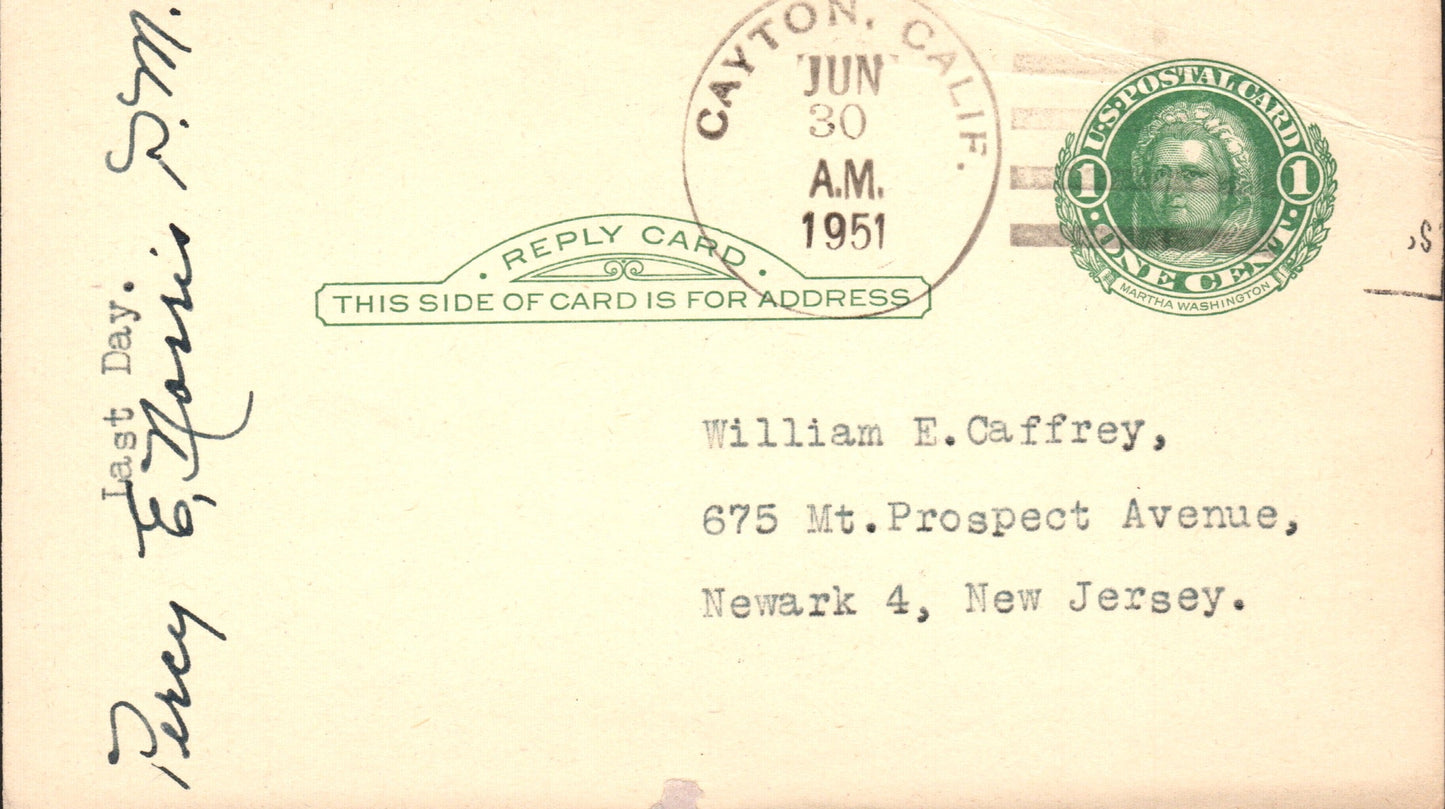 CAYTON, CALIF.
JUN
30
A.M.
1951
U.S. POSTAL CARD
1 1
· ONE CENT ·
MARTHA WASHINGTON
· REPLY CARD ·
THIS SIDE OF CARD IS FOR ADDRESS
William E.Caffrey,
675 Mt.Prospect Avenue,
Newark 4, New Jersey.
Last Day.
Percy E, Norris P.M.